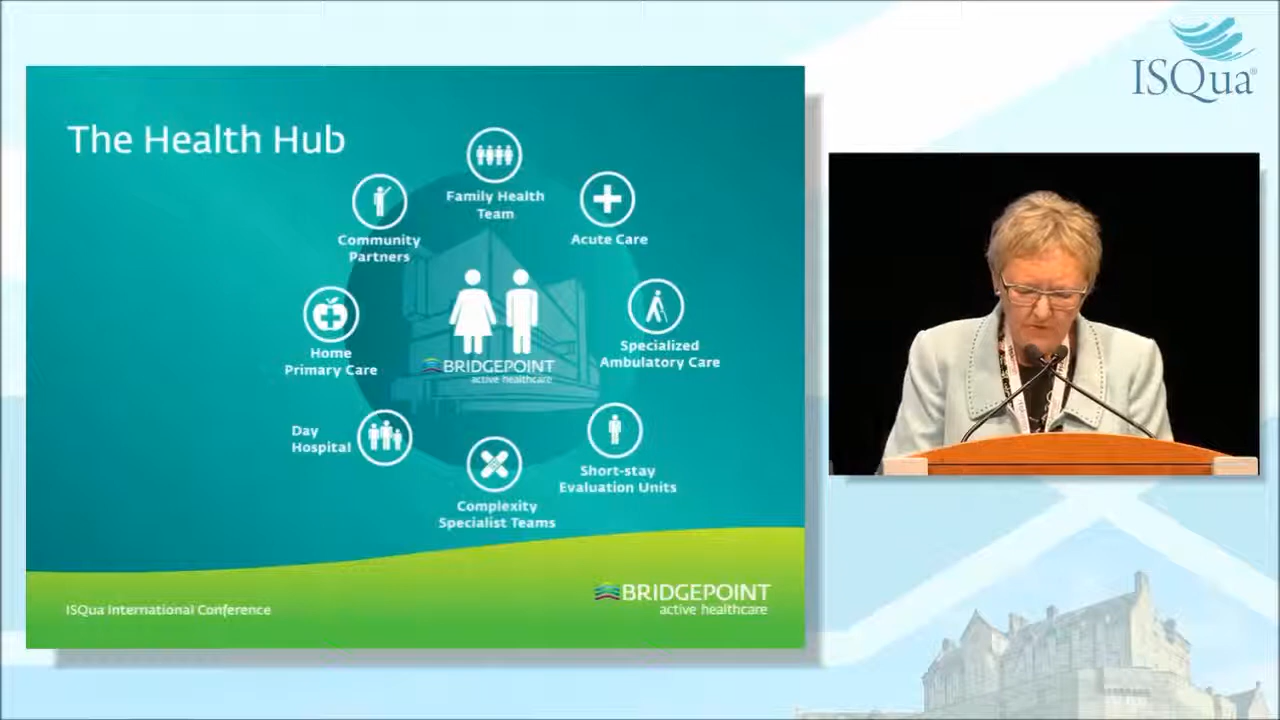 The Health Hub
Family Health
Team
Acute Care
Specialized
Ambulatory Care
Short-stay
Evaluation Units
Complexity
Specialist Teams
Day
Hospital
Home
Primary Care
Community
Partners
BRIDGEPOINT
active healthcare
ISQua International Conference
BRIDGEPOINT
active healthcare
ISQua®